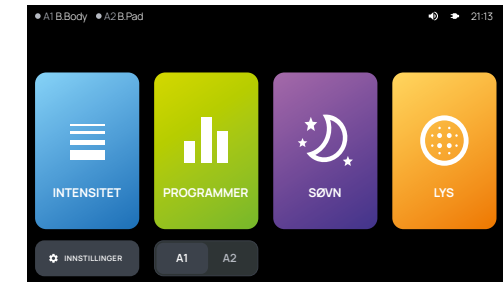 A1 B.Body A2 B.Pad 21:13
INTENSITET PROGRAMMER SØVN LYS
INNSTILLINGER A1 A2